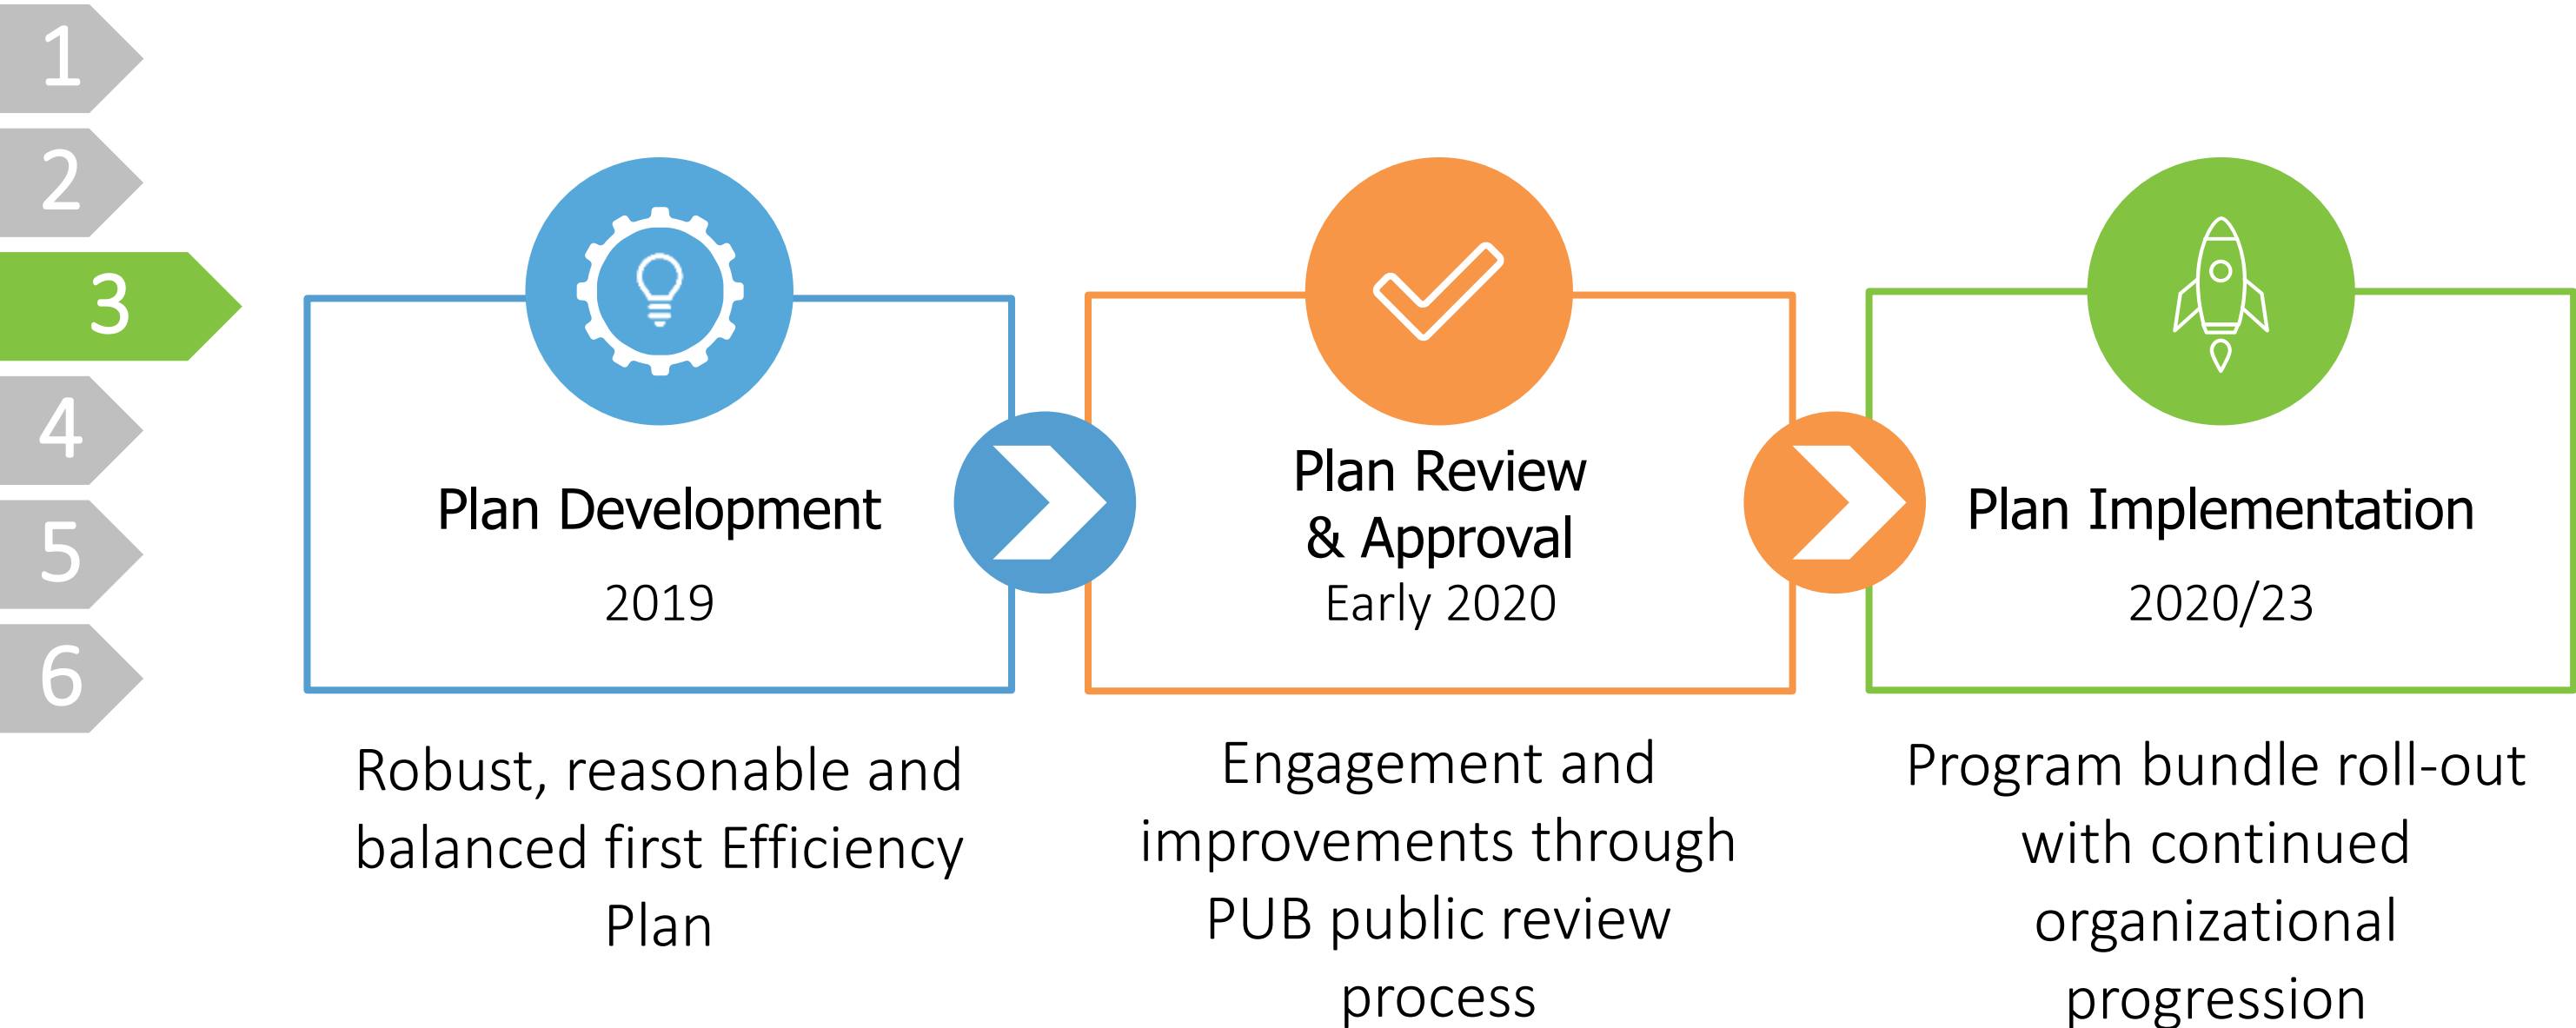 1
2
3
4
5
6
Plan Development
2019
Robust, reasonable and
balanced first Efficiency
Plan
Plan Review
& Approval
Early 2020
Engagement and
improvements through
PUB public review
process
Plan Implementation
2020/23
Program bundle roll-out
with continued
organizational
progression